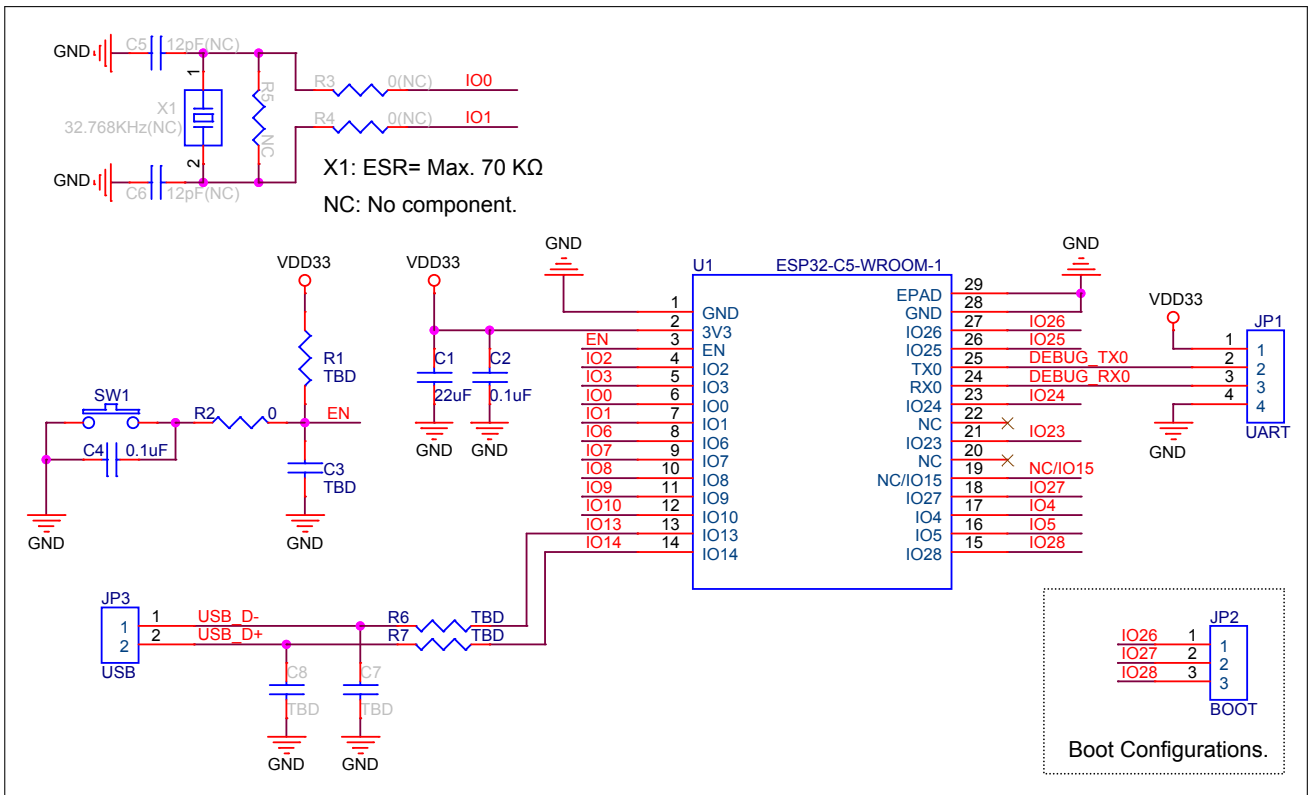 GND
C5
12pF(NC)
1
X1
32.768KHz(NC)
2
R5
NC
R3
0(NC)
IO0
R4
0(NC)
IO1
GND
C6
12pF(NC)
X1: ESR= Max. 70 KΩ
NC: No component.
VDD33
R1
TBD
SW1
R2
0
EN
C4
0.1uF
C3
TBD
GND
GND
VDD33
C1
22uF
C2
0.1uF
GND
GND
GND
U1
ESP32-C5-WROOM-1
1
GND
2
3V3
EN
3
EN
IO2
4
IO2
IO3
5
IO3
IO0
6
IO0
IO1
7
IO1
IO6
8
IO6
IO7
9
IO7
IO8
10
IO8
IO9
11
IO9
IO10
12
IO10
IO13
13
IO13
IO14
14
IO14
GND
EPAD
29
GND
28
IO26
27
IO26
IO25
26
IO25
TX0
25
DEBUG_TX0
RX0
24
DEBUG_RX0
IO24
23
IO24
NC
22
IO23
21
IO23
NC
20
NC/IO15
19
NC/IO15
IO27
18
IO27
IO4
17
IO4
IO5
16
IO5
IO28
15
IO28
VDD33
JP1
1
1
2
2
3
3
4
4
UART
GND
JP3
1
1
USB_D-
2
2
USB_D+
USB
R6
TBD
R7
TBD
C8
TBD
C7
TBD
GND
GND
JP2
IO26
1
1
IO27
2
2
IO28
3
3
BOOT
Boot Configurations.